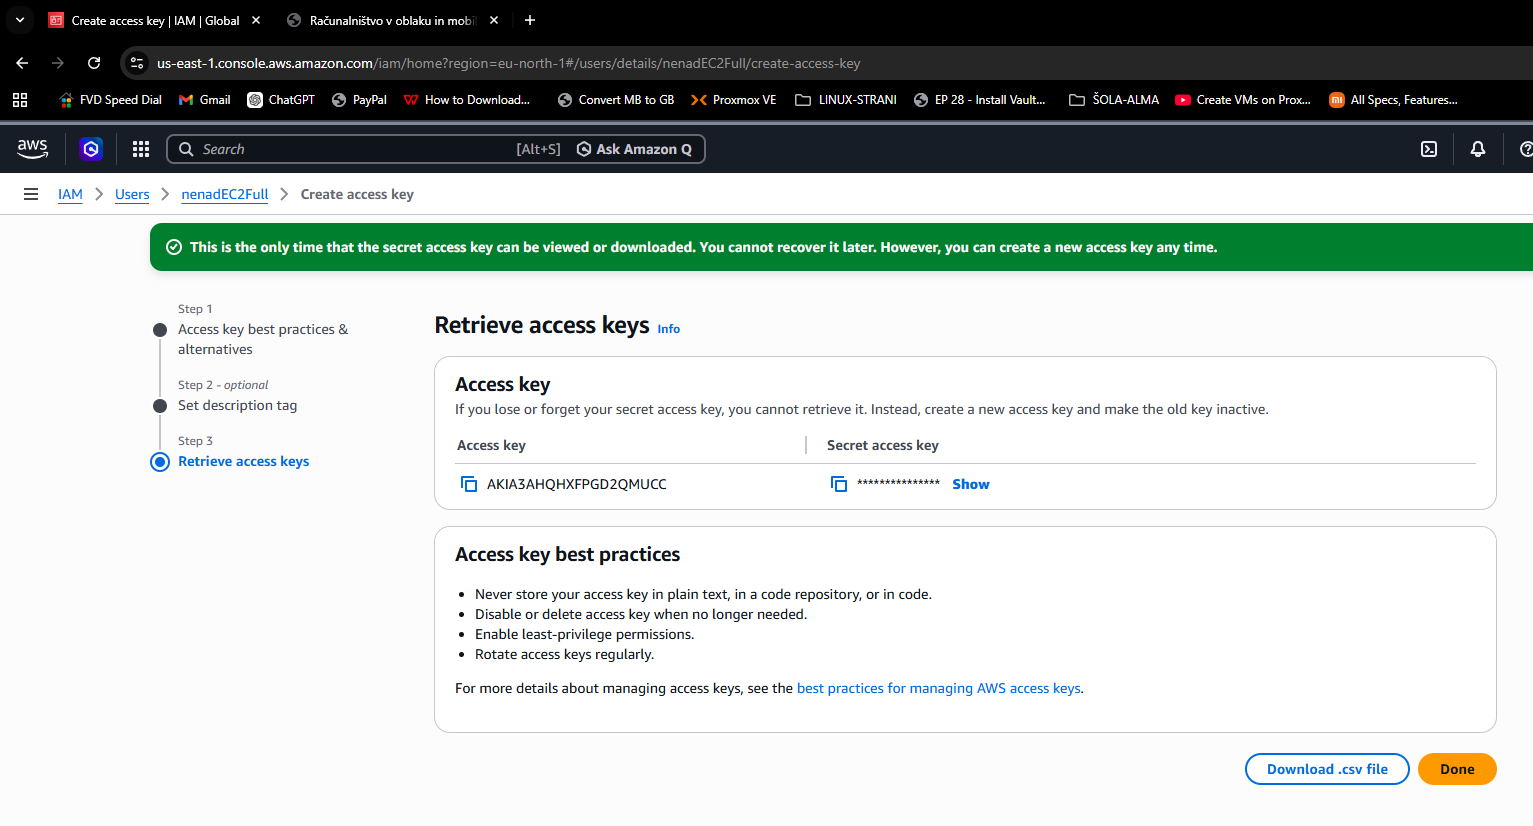 Create access key | IAM | Global
Računalništvo v oblaku in mobil
us-east-1.console.aws.amazon.com/iam/home?region=eu-north-1#/users/details/nenadEC2Full/create-access-key
FVD Speed Dial
Gmail
ChatGPT
PayPal
How to Download...
Convert MB to GB
Proxmox VE
LINUX-STRANI
EP 28 - Install Vault...
ŠOLA-ALMA
Create VMs on Prox...
mi
All Specs, Features...
aws
Search
[Alt+S]
Ask Amazon Q
IAM
Users
nenadEC2Full
Create access key
This is the only time that the secret access key can be viewed or downloaded. You cannot recover it later. However, you can create a new access key any time.
Step 1
Access key best practices &
alternatives
Step 2 - optional
Set description tag
Step 3
Retrieve access keys
Retrieve access keys Info
Access key
If you lose or forget your secret access key, you cannot retrieve it. Instead, create a new access key and make the old key inactive.
Access key
Secret access key
AKIA3AHQHXFPGD2QMUCC
*************** Show
Access key best practices
• Never store your access key in plain text, in a code repository, or in code.
• Disable or delete access key when no longer needed.
• Enable least-privilege permissions.
• Rotate access keys regularly.
For more details about managing access keys, see the best practices for managing AWS access keys.
Download .csv file
Done